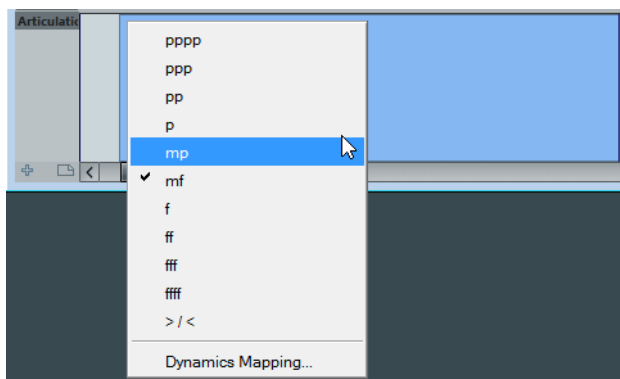 Articulatio
pppp
ppp
pp
p
mp
mf
f
ff
fff
ffff
> / <
Dynamics Mapping...